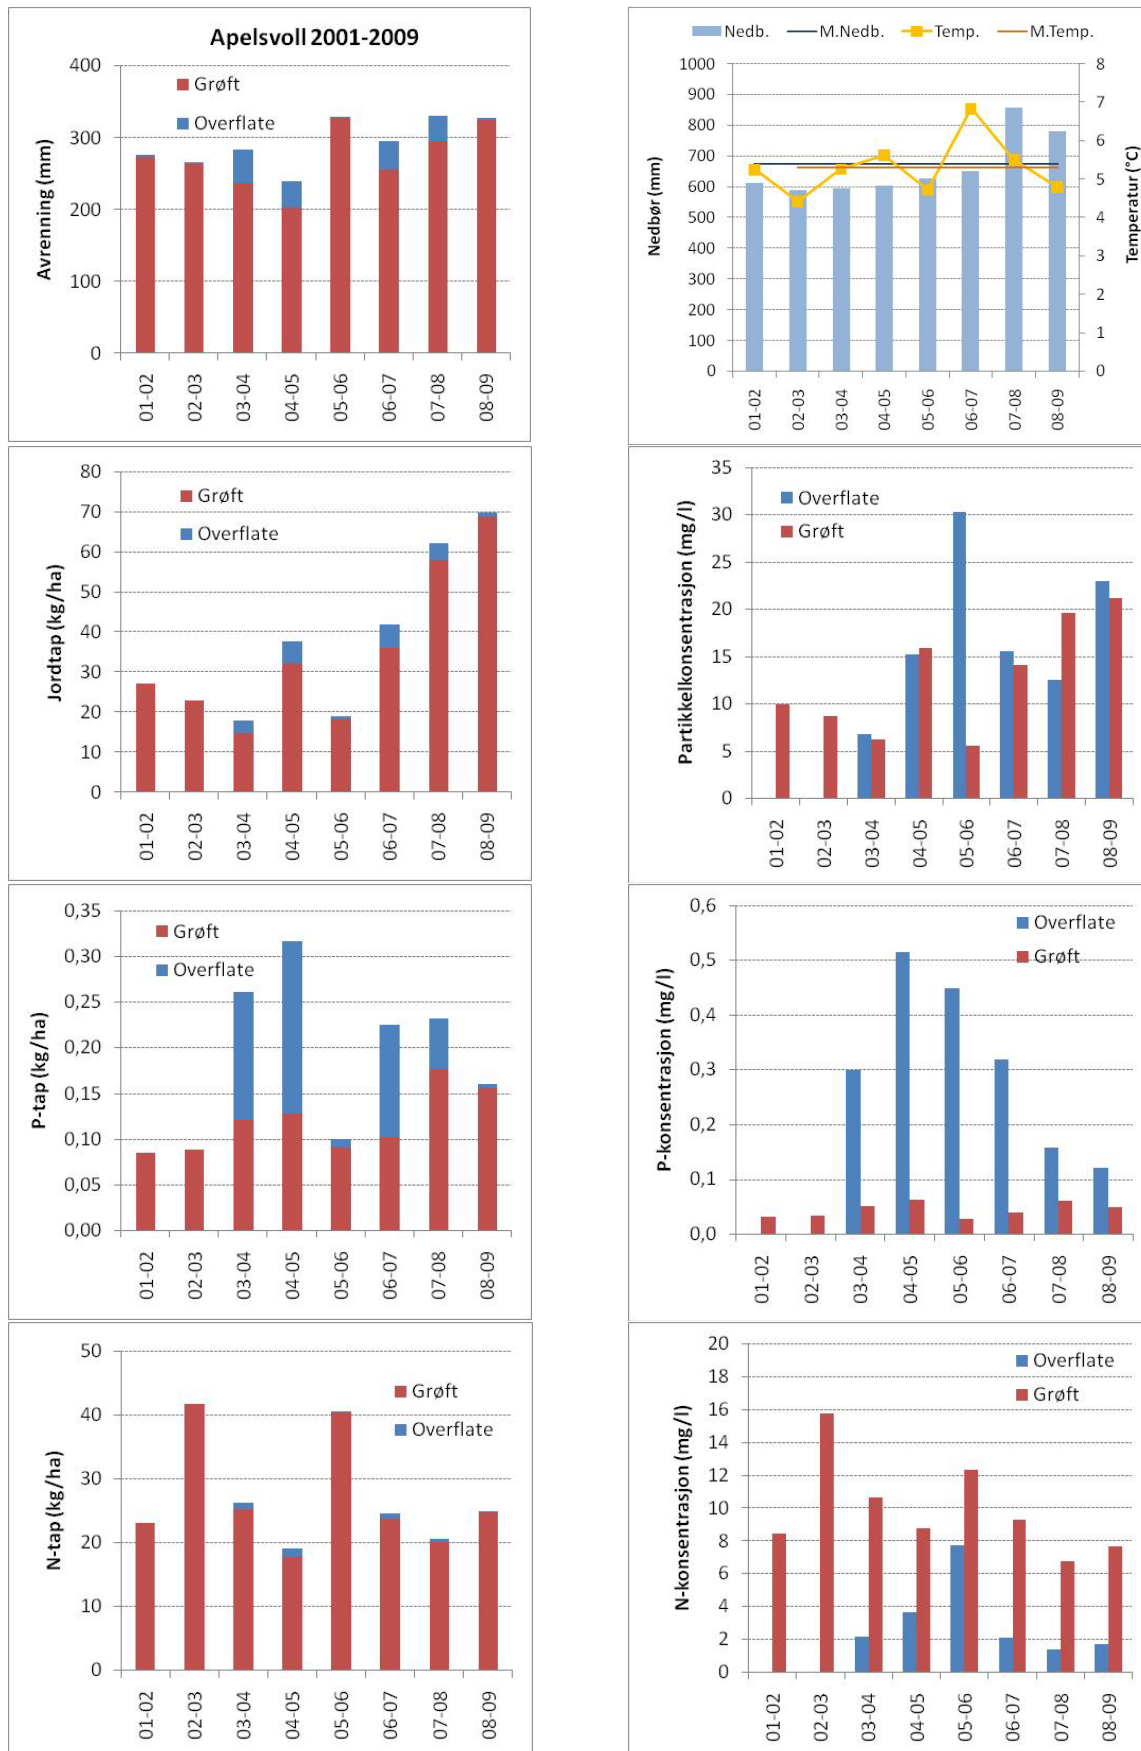 Apelsvoll 2001-2009
Avrenning (mm)
Grøft
Overflate
400
300
200
100
0
01-02 02-03 03-04 04-05 05-06 06-07 07-08 08-09
Nedb. M.Nedb. Temp. M.Temp.
Nedbør (mm)
1000
900
800
700
600
500
400
300
200
100
0
8
7
6
5
4
3
2
1
0
Temperatur (°C)
01-02 02-03 03-04 04-05 05-06 06-07 07-08 08-09
Jordtap (kg/ha)
Grøft
Overflate
80
70
60
50
40
30
20
10
0
01-02 02-03 03-04 04-05 05-06 06-07 07-08 08-09
Partikkelkonsentrasjon (mg/l)
Overflate
Grøft
35
30
25
20
15
10
5
0
01-02 02-03 03-04 04-05 05-06 06-07 07-08 08-09
P-tap (kg/ha)
Grøft
Overflate
0,35
0,30
0,25
0,20
0,15
0,10
0,05
0,00
01-02 02-03 03-04 04-05 05-06 06-07 07-08 08-09
P-konsentrasjon (mg/l)
Overflate
Grøft
0,6
0,5
0,4
0,3
0,2
0,1
0,0
01-02 02-03 03-04 04-05 05-06 06-07 07-08 08-09
N-tap (kg/ha)
Grøft
Overflate
50
40
30
20
10
0
01-02 02-03 03-04 04-05 05-06 06-07 07-08 08-09
N-konsentrasjon (mg/l)
Overflate
Grøft
20
18
16
14
12
10
8
6
4
2
0
01-02 02-03 03-04 04-05 05-06 06-07 07-08 08-09